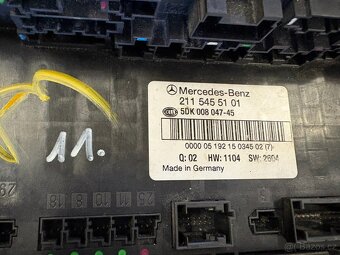 Mercedes-Benz
211 545 51 01
5DK 008 047-45
0000 05 192 15 0345 02 (7)
Q: 02 HW: 1104 SW: 2804
Made in Germany
11.